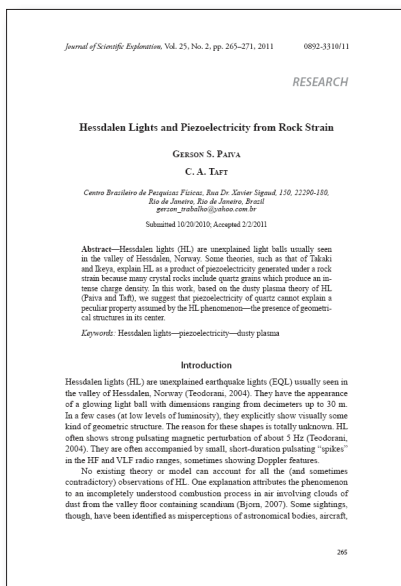 Journal of Scientific Exploration, Vol. 25, No. 2, pp. 265–271, 2011 0892-3310/11
RESEARCH
Hessdalen Lights and Piezoelectricity from Rock Strain
GERSON S. PAIVA
C. A. TAFT
Centro Brasileiro de Pesquisas Físicas, Rua Dr. Xavier Sigaud, 150, 22290-180,
Rio de Janeiro, Rio de Janeiro, Brazil
gerson_trabalho@yahoo.com.br
Submitted 10/20/2010; Accepted 2/2/2011
Abstract—Hessdalen lights (HL) are unexplained light balls usually seen
in the valley of Hessdalen, Norway. Some theories, such as that of Takaki
and Ikeya, explain HL as a product of piezoelectricity generated under a rock
strain because many crystal rocks include quartz grains which produce an in-
tense charge density. In this work, based on the dusty plasma theory of HL
(Paiva and Taft), we suggest that piezoelectricity of quartz cannot explain a
peculiar property assumed by the HL phenomenon—the presence of geometri-
cal structures in its center.
Keywords: Hessdalen lights—piezoelectricity—dusty plasma
Introduction
Hessdalen lights (HL) are unexplained earthquake lights (EQL) usually seen in
the valley of Hessdalen, Norway (Teodorani, 2004). They have the appearance
of a glowing light ball with dimensions ranging from decimeters up to 30 m.
In a few cases (at low levels of luminosity), they explicitly show visually some
kind of geometric structure. The reason for these shapes is totally unknown. HL
often shows strong pulsating magnetic perturbation of about 5 Hz (Teodorani,
2004). They are often accompanied by small, short-duration pulsating “spikes”
in the HF and VLF radio ranges, sometimes showing Doppler features.
No existing theory or model can account for all the (and sometimes
contradictory) observations of HL. One explanation attributes the phenomenon
to an incompletely understood combustion process in air involving clouds of
dust from the valley floor containing scandium (Bjorn, 2007). Some sightings,
though, have been identified as misperceptions of astronomical bodies, aircraft,
265